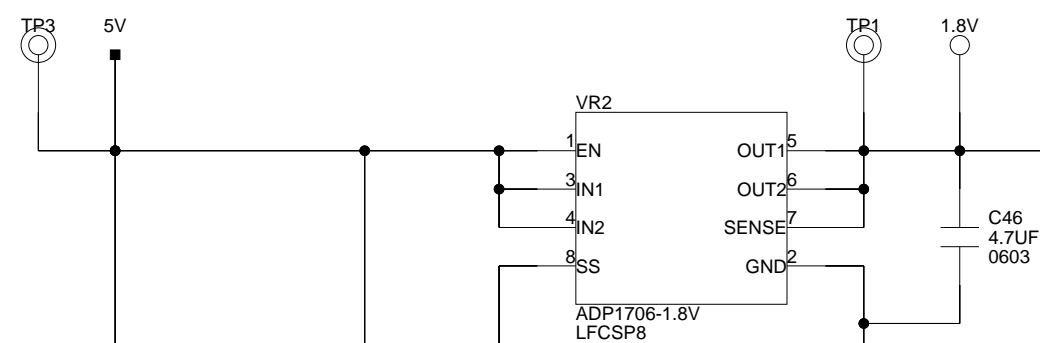 TP3
5V
TP1
1.8V
VR2
1
EN
OUT1
5
3
IN1
OUT2
6
4
IN2
SENSE
7
8
SS
GND
2
C46
4.7UF
0603
ADP1706-1.8V
LFCSP8